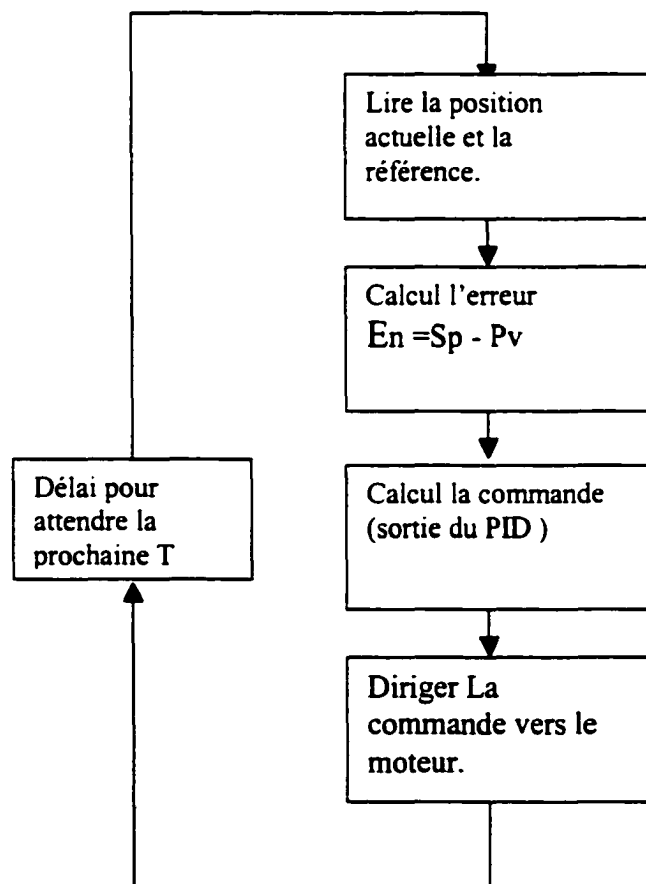 Lire la position
actuelle et la
référence.
Calcul l'erreur
En =Sp - Pv
Calcul la commande
(sortie du PID )
Diriger La
commande vers le
moteur.
Délai pour
attendre la
prochaine T